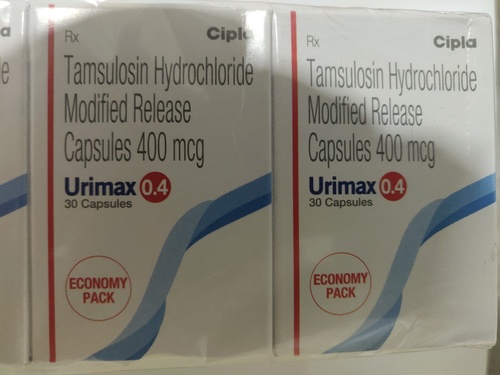 a
e
Rx
Cipla
Tamsulosin Hydrochloride
Modified Release
Capsules 400 mcg
Urimax 0.4
30 Capsules
ECONOMY
PACK
Rx
Cipla
Tamsulosin Hydrochloride
Modified Release
Capsules 400 mcg
Urimax 0.4
30 Capsules
ECONOMY
PACK